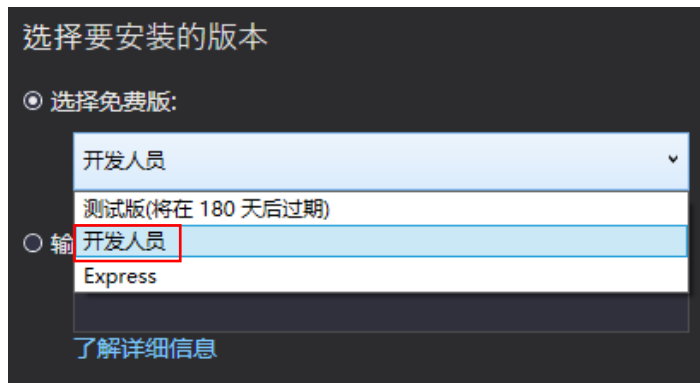 选择要安装的版本
选择免费版:
开发人员
测试版(将在 180 天后过期)
输
开发人员
Express
了解详细信息